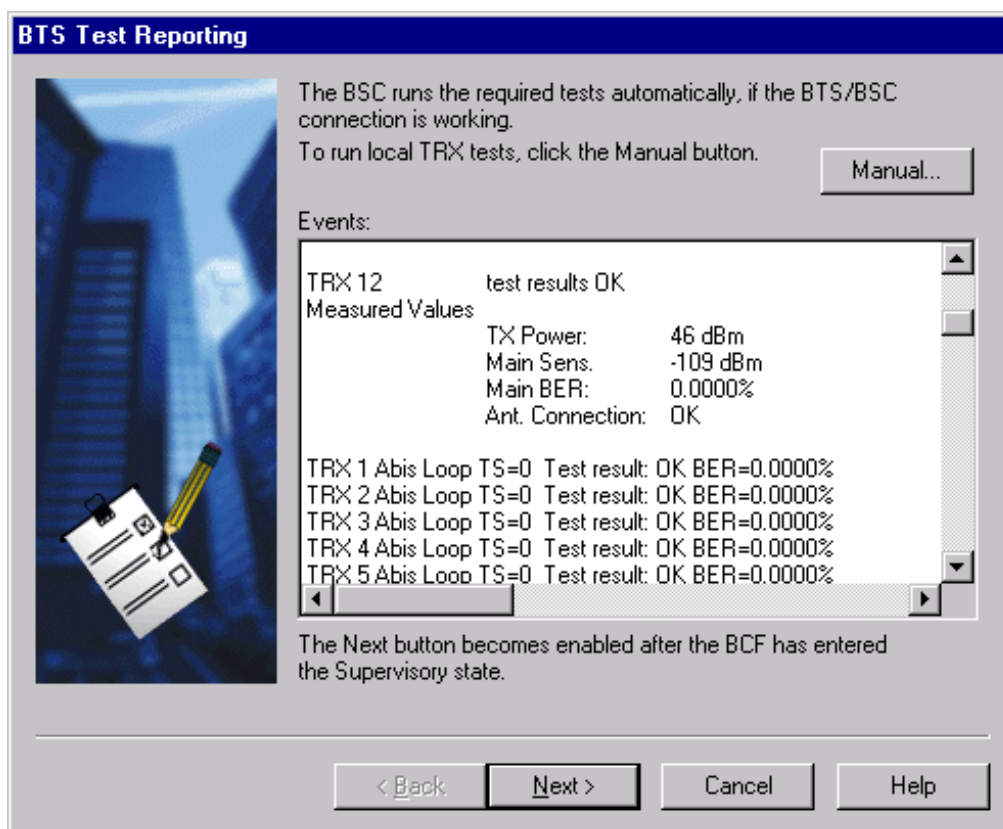 BTS Test Reporting
The BSC runs the required tests automatically, if the BTS/BSC
connection is working.
To run local TRX tests, click the Manual button.
Manual...
Events:
TRX 12 test results OK
Measured Values
TX Power: 46 dBm
Main Sens. -109 dBm
Main BER: 0.0000%
Ant. Connection: OK
TRX 1 Abis Loop TS=0 Test result: OK BER=0.0000%
TRX 2 Abis Loop TS=0 Test result: OK BER=0.0000%
TRX 3 Abis Loop TS=0 Test result: OK BER=0.0000%
TRX 4 Abis Loop TS=0 Test result: OK BER=0.0000%
TRX 5 Abis Loop TS=0 Test result: OK BER=0.0000%
The Next button becomes enabled after the BCF has entered
the Supervisory state.
< Back Next > Cancel Help